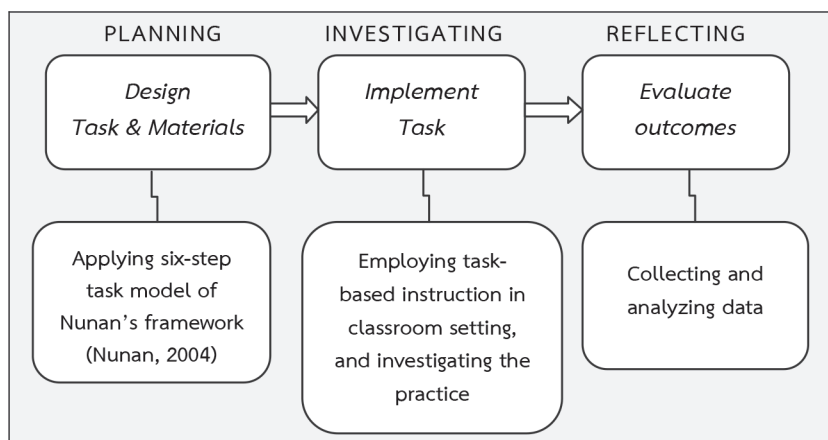 PLANNING
INVESTIGATING
REFLECTING
Design
Task & Materials
Implement
Task
Evaluate
outcomes
Applying six-step
task model of
Nunan's framework
(Nunan, 2004)
Employing task-
based instruction in
classroom setting,
and investigating the
practice
Collecting and
analyzing data